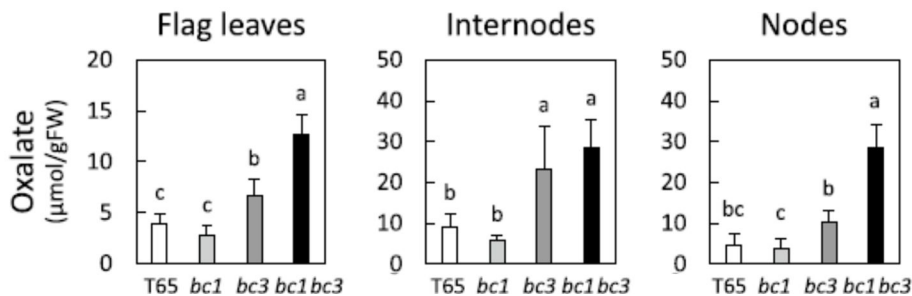 Flag leaves
Internodes
Nodes
Oxalate
(μmol/gFW)
20
15
10
5
0
c
c
b
a
T65 bc1 bc3 bc1 bc3
50
40
30
20
10
0
b
b
a
a
T65 bc1 bc3 bc1 bc3
50
40
30
20
10
0
bc
c
b
a
T65 bc1 bc3 bc1 bc3